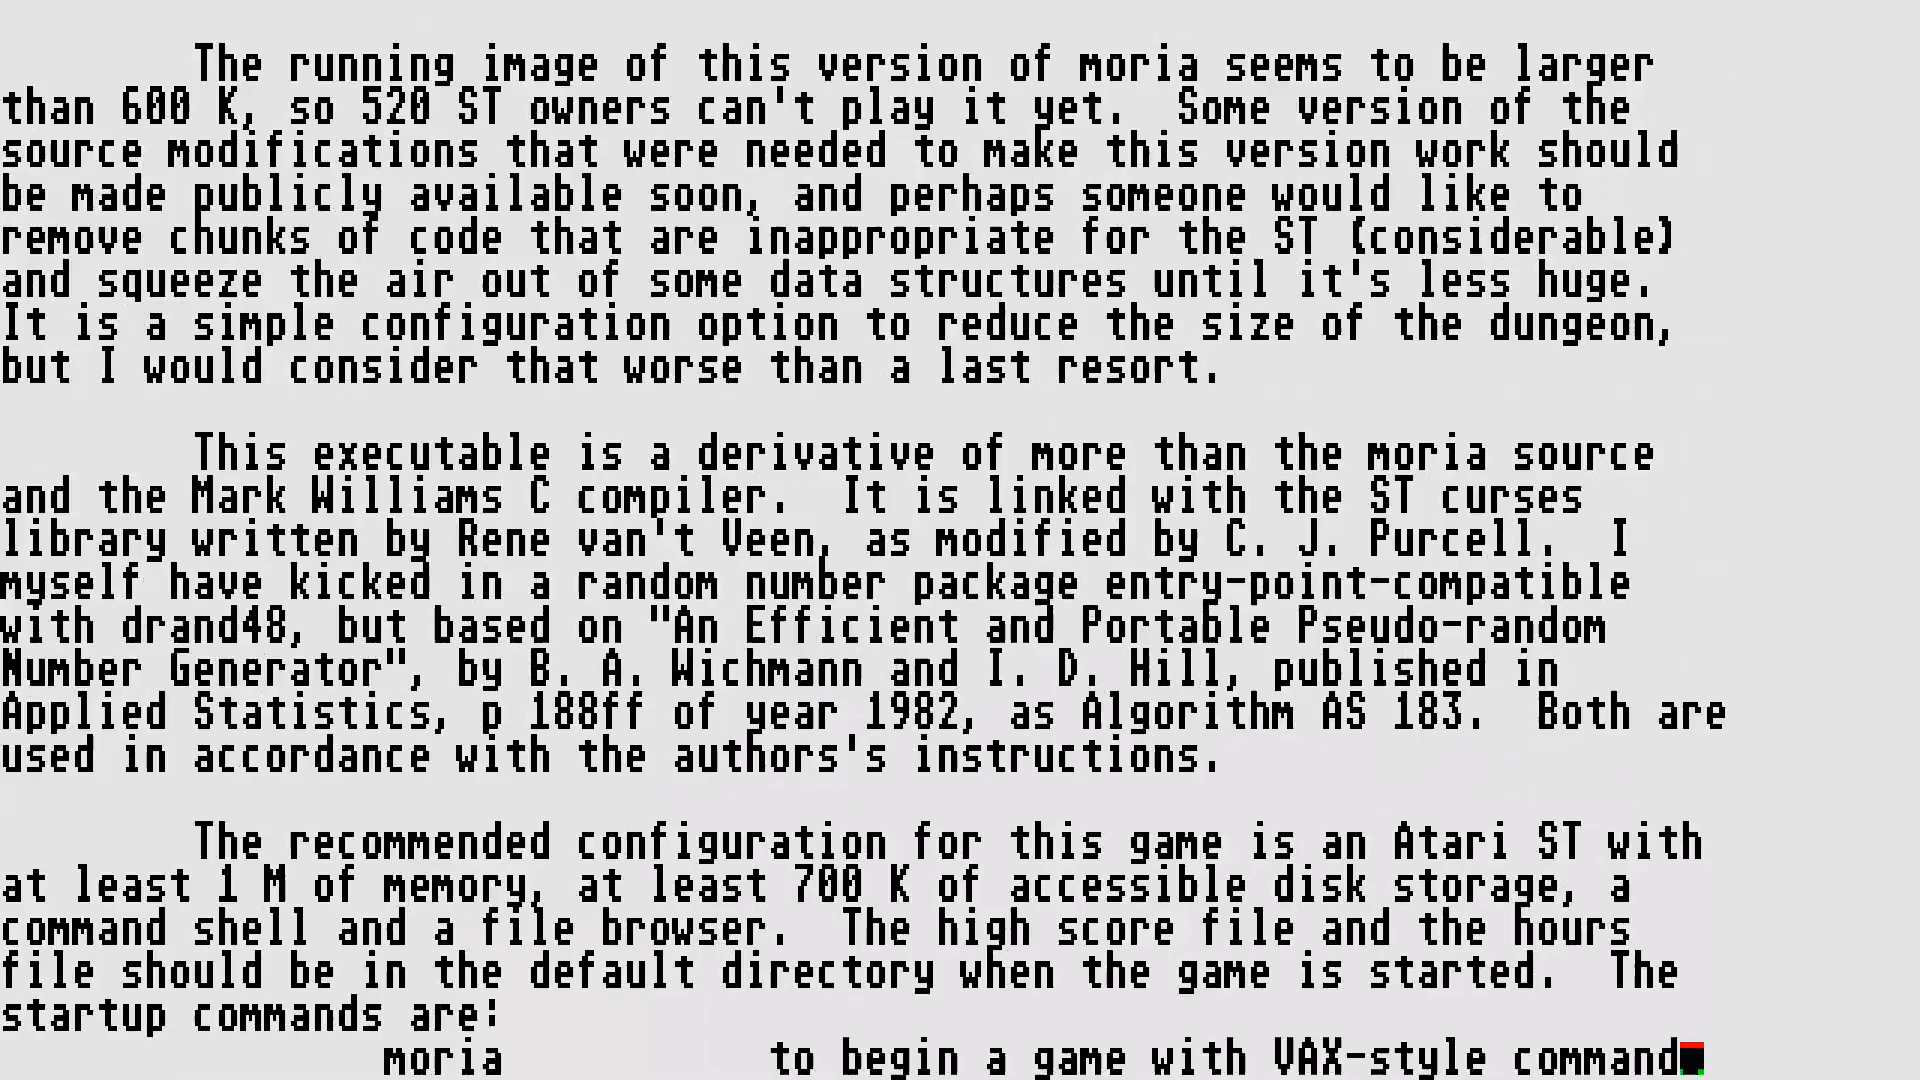 The running image of this version of moria seems to be larger
than 600 K, so 520 ST owners can't play it yet.  Some version of the
source modifications that were needed to make this version work should
be made publicly available soon, and perhaps someone would like to
remove chunks of code that are inappropriate for the ST (considerable)
and squeeze the air out of some data structures until it's less huge.
It is a simple configuration option to reduce the size of the dungeon,
but I would consider that worse than a last resort.
This executable is a derivative of more than the moria source
and the Mark Williams C compiler.  It is linked with the ST curses
library written by Rene van't Veen, as modified by C. J. Purcell.  I
myself have kicked in a random number package entry-point-compatible
with drand48, but based on "An Efficient and Portable Pseudo-random
Number Generator", by B. A. Wichmann and I. D. Hill, published in
Applied Statistics, p 188ff of year 1982, as Algorithm AS 183.  Both are
used in accordance with the authors's instructions.
The recommended configuration for this game is an Atari ST with
at least 1 M of memory, at least 700 K of accessible disk storage, a
command shell and a file browser.  The high score file and the hours
file should be in the default directory when the game is started.  The
startup commands are:
moria           to begin a game with VAX-style command